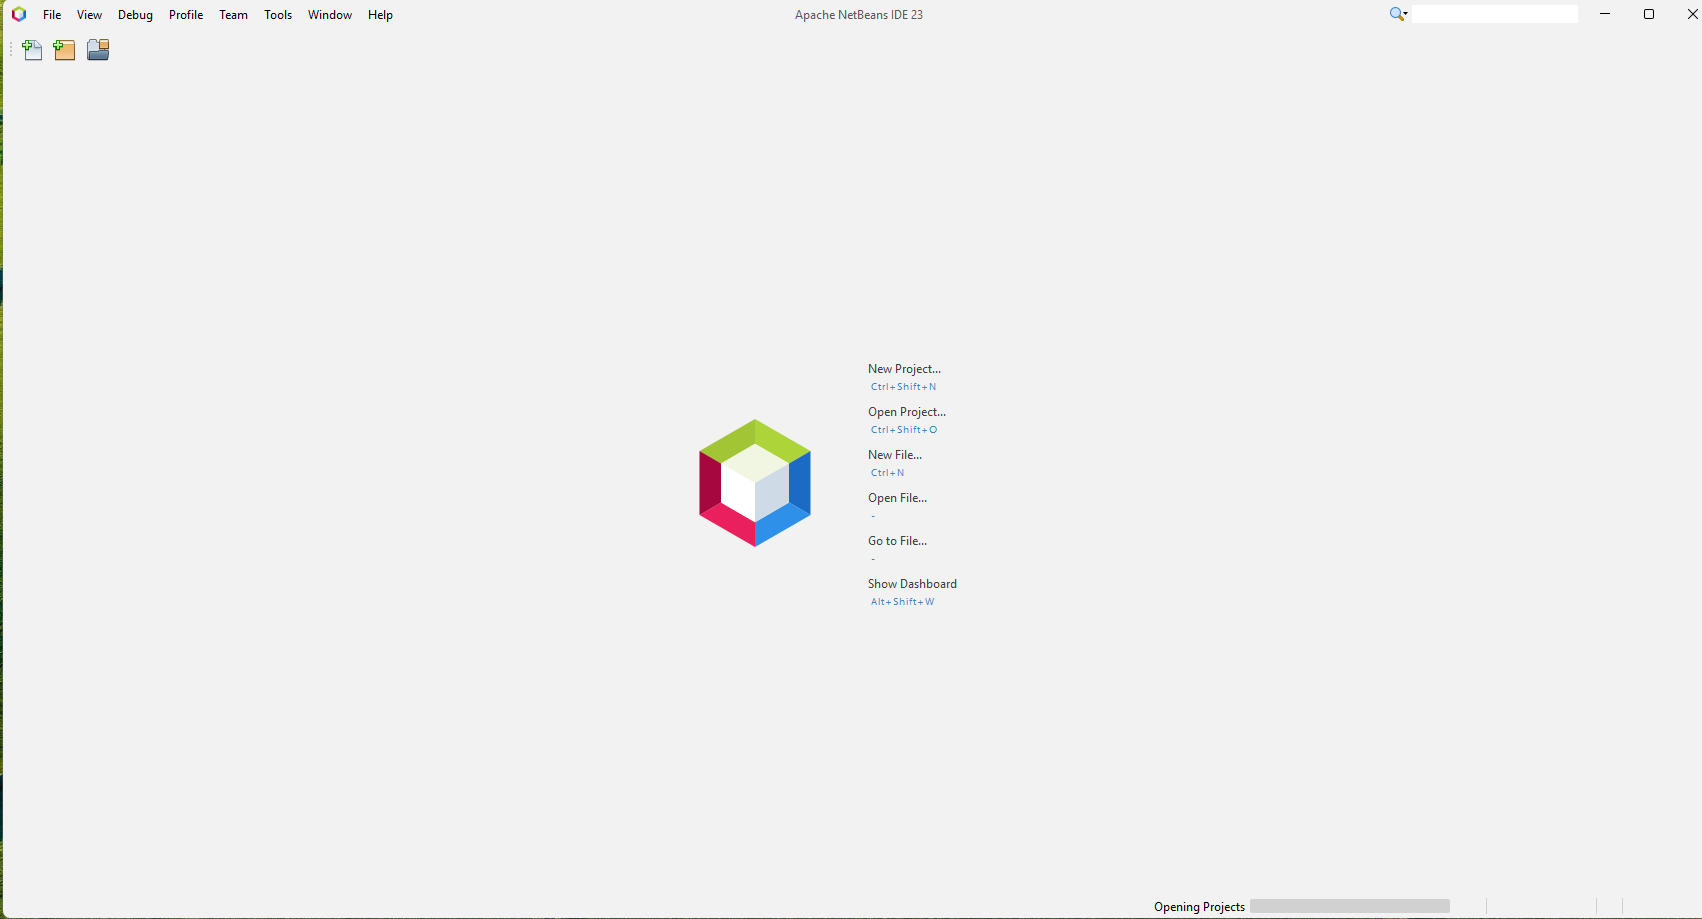 File View Debug Profile Team Tools Window Help Apache NetBeans IDE 23
New Project...
Ctrl+Shift+N
Open Project...
Ctrl+Shift+O
New File...
Ctrl+N
Open File...
-
Go to File...
-
Show Dashboard
Alt+Shift+W
Opening Projects